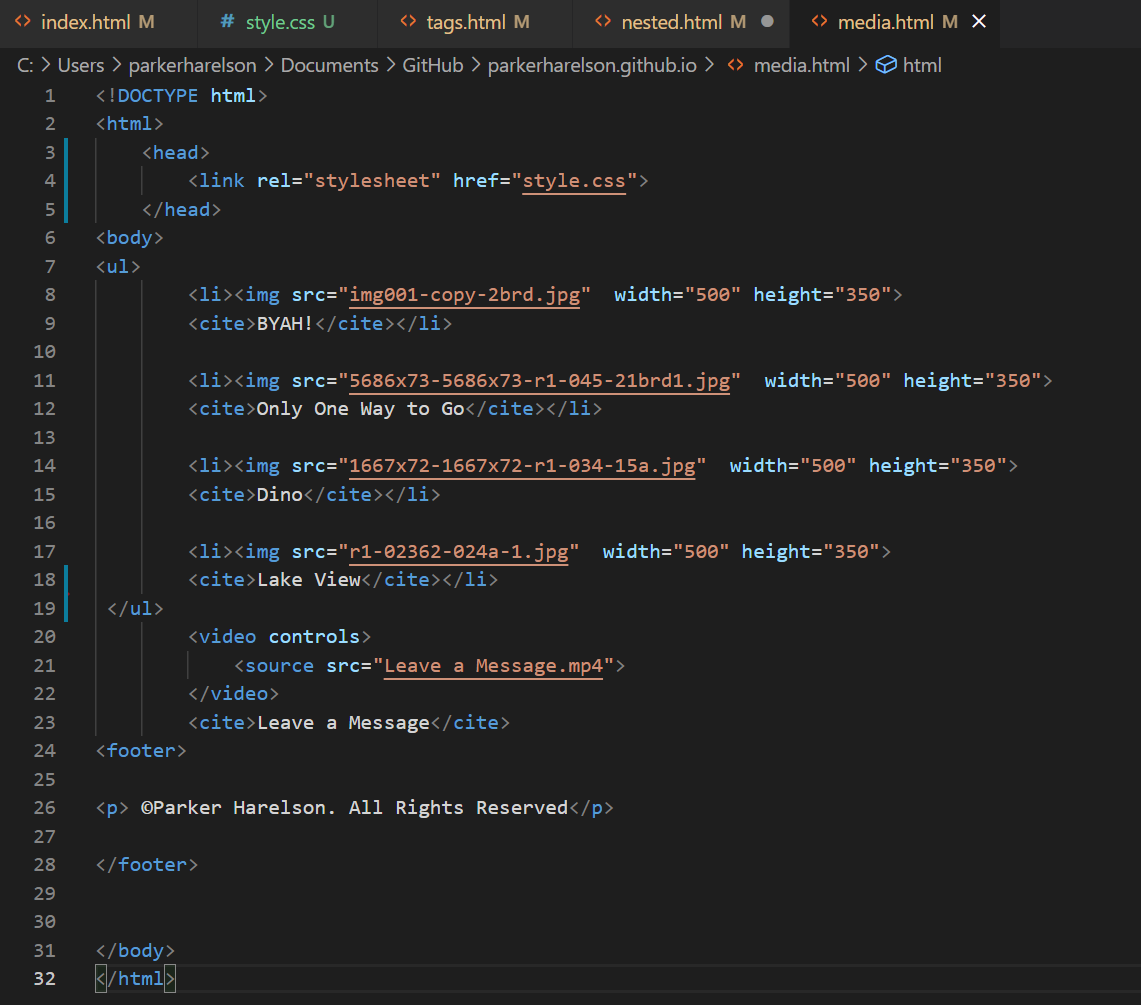 index.html M style.css U tags.html M nested.html M media.html M
C: > Users > parkerharelson > Documents > GitHub > parkerharelson.github.io > media.html > html
1 <!DOCTYPE html>
2 <html>
3 <head>
4 <link rel="stylesheet" href="style.css">
5 </head>
6 <body>
7 <ul>
8 <li><img src="img001-copy-2brd.jpg"  width="500" height="350">
9 <cite>BYAH!</cite></li>
10
11 <li><img src="5686x73-5686x73-r1-045-21brd1.jpg"  width="500" height="350">
12 <cite>Only One Way to Go</cite></li>
13
14 <li><img src="1667x72-1667x72-r1-034-15a.jpg"  width="500" height="350">
15 <cite>Dino</cite></li>
16
17 <li><img src="r1-02362-024a-1.jpg"  width="500" height="350">
18 <cite>Lake View</cite></li>
19 </ul>
20 <video controls>
21 <source src="Leave a Message.mp4">
22 </video>
23 <cite>Leave a Message</cite>
24 <footer>
25
26 <p> ©Parker Harelson. All Rights Reserved</p>
27
28 </footer>
29
30
31 </body>
32 </html>